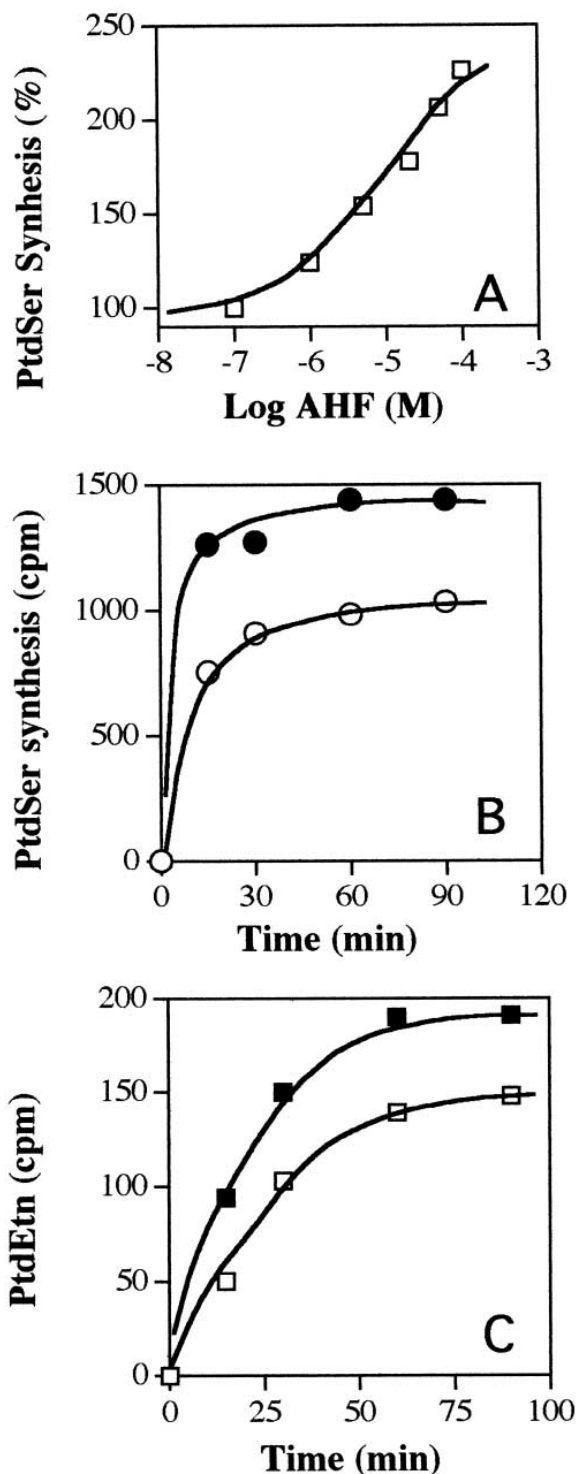 250
200
150
100
PtdSer Synhesis (%)
A
-8 -7 -6 -5 -4 -3
Log AHF (M)
1500
1000
500
0
PtdSer synthesis (cpm)
B
0 30 60 90 120
Time (min)
200
150
100
50
0
PtdEtn (cpm)
C
0 25 50 75 100
Time (min)